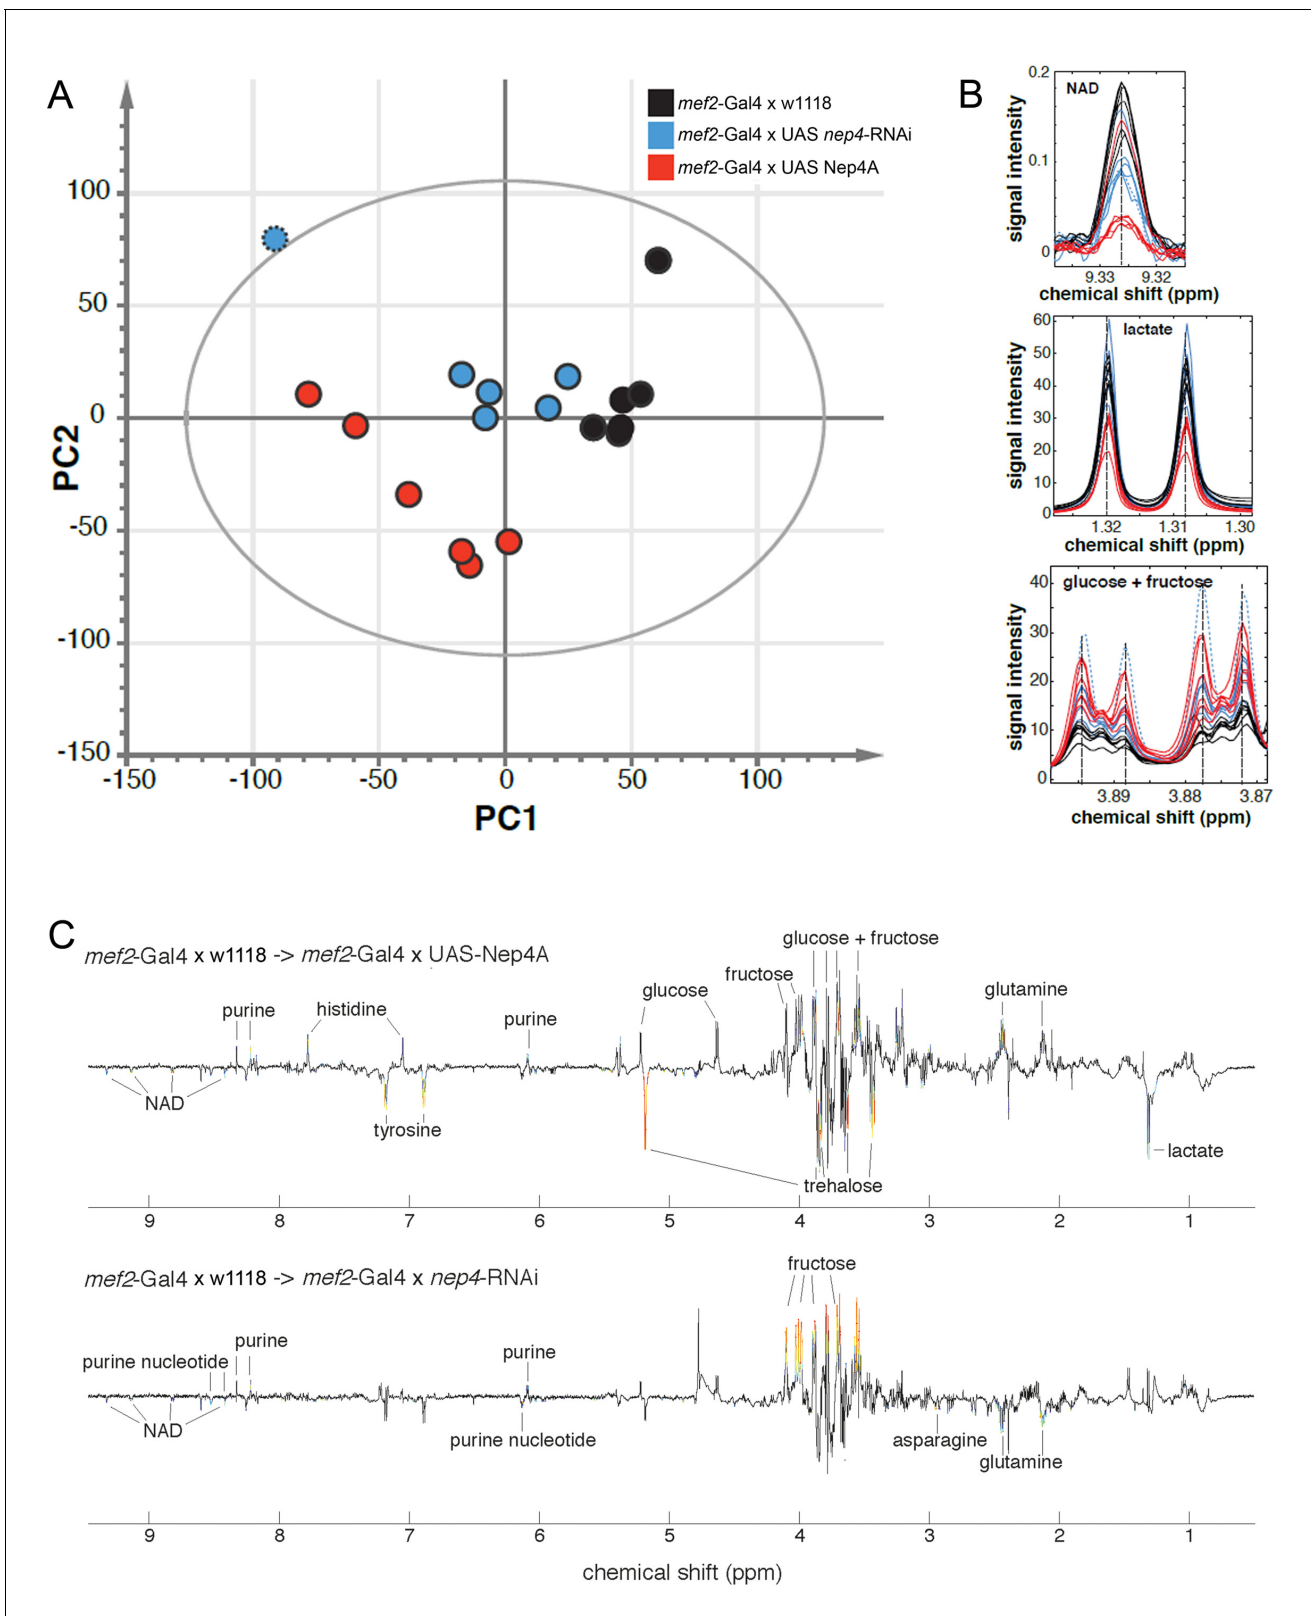 A
mef2-Gal4 x w1118
mef2-Gal4 x UAS nep4-RNAi
mef2-Gal4 x UAS Nep4A
100
50
0
-50
-100
-150
PC2
-150
-100
-50
0
50
100
PC1
B
NAD
0.2
0.1
0
signal intensity
9.33
9.32
chemical shift (ppm)
lactate
60
50
40
30
20
10
0
signal intensity
1.32
1.31
1.30
chemical shift (ppm)
glucose + fructose
40
30
20
10
0
signal intensity
3.89
3.88
3.87
chemical shift (ppm)
C
mef2-Gal4 x w1118 -> mef2-Gal4 x UAS-Nep4A
glucose + fructose
fructose
glucose
glutamine
purine
histidine
purine
NAD
tyrosine
trehalose
lactate
9 8 7 6 5 4 3 2 1
mef2-Gal4 x w1118 -> mef2-Gal4 x nep4-RNAi
fructose
purine
purine nucleotide
purine
NAD
purine nucleotide
asparagine
glutamine
9 8 7 6 5 4 3 2 1
chemical shift (ppm)